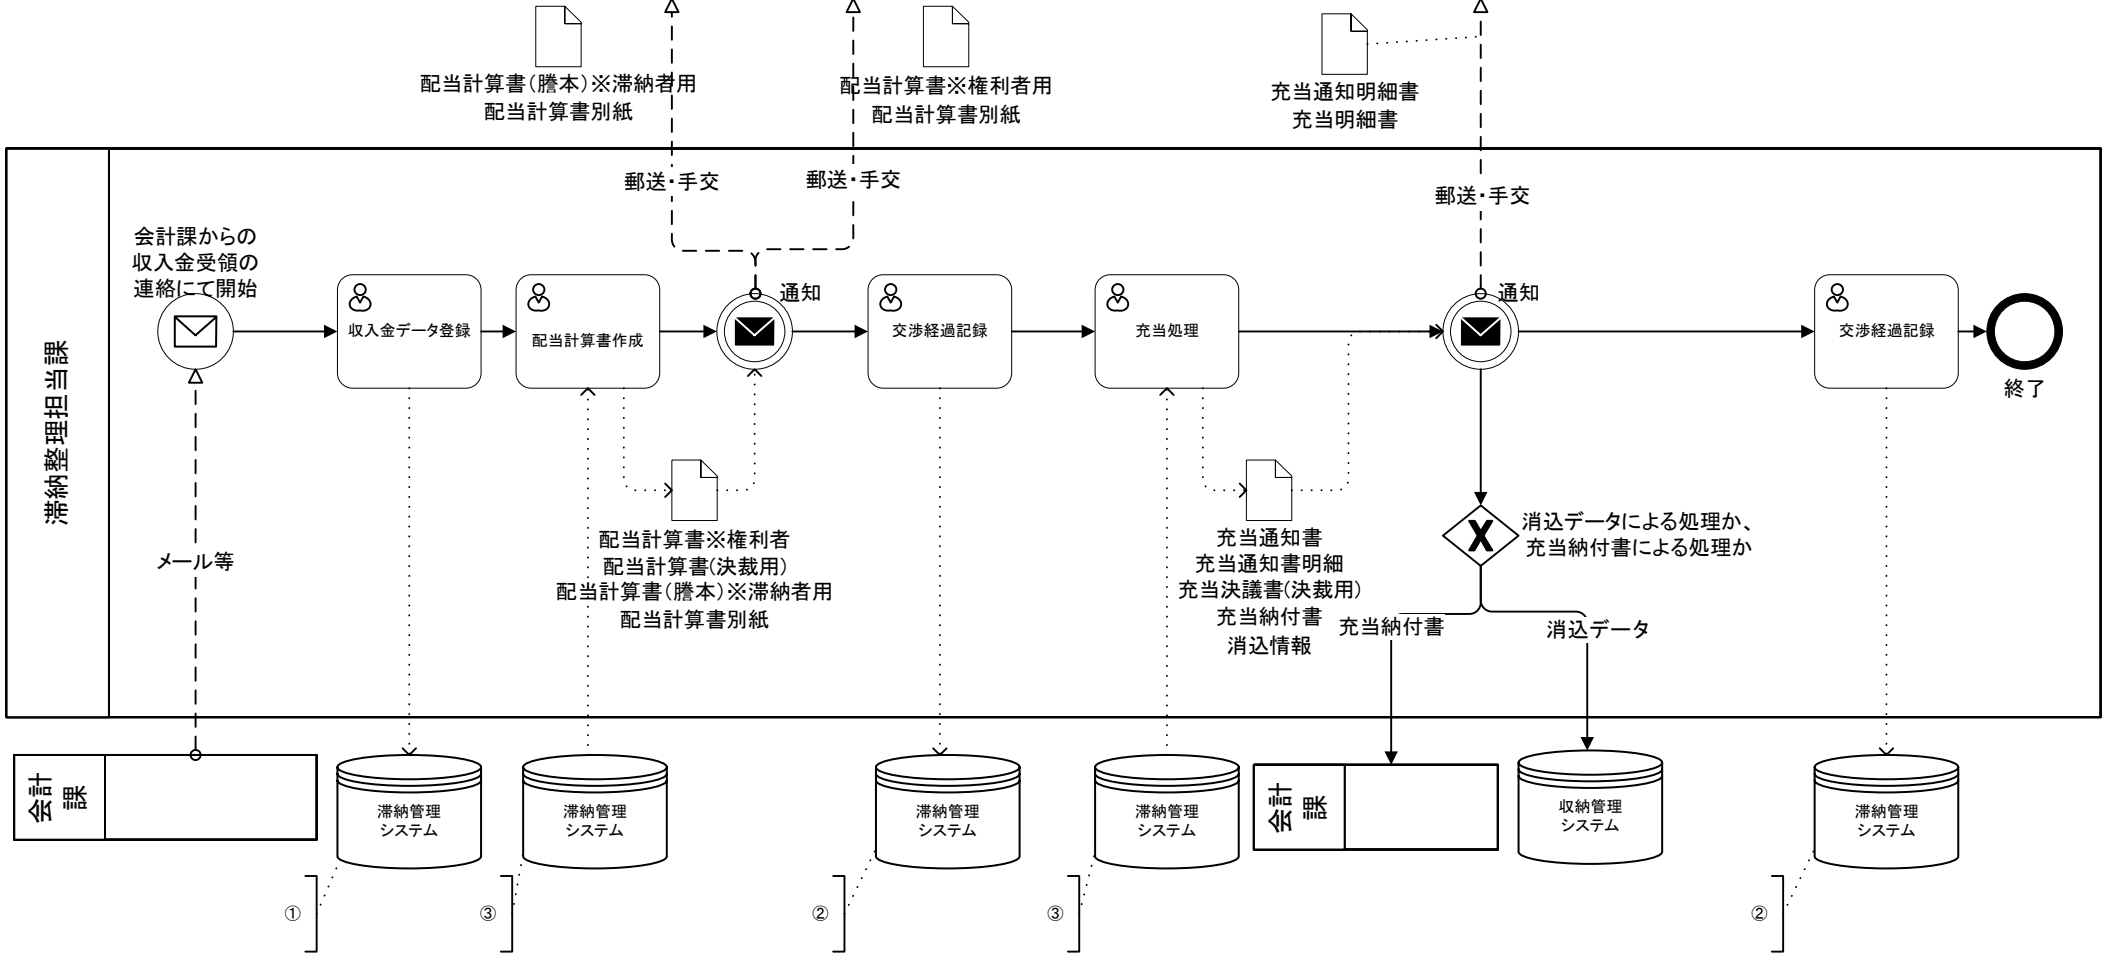 配当計算書（謄本）※滞納者用
配当計算書別紙
配当計算書※権利者用
配当計算書別紙
充当通知明細書
充当明細書
滞納整理担当課
郵送・手交
郵送・手交
郵送・手交
会計課からの
収入金受領の
連絡にて開始
収入金データ登録
配当計算書作成
通知
交渉経過記録
充当処理
通知
交渉経過記録
終了
メール等
配当計算書※権利者
配当計算書(決裁用)
配当計算書（謄本）※滞納者用
配当計算書別紙
充当通知書
充当通知書明細
充当決議書(決裁用)
充当納付書
消込情報
消込データによる処理か、
充当納付書による処理か
充当納付書
消込データ
会計
課
滞納管理
システム
滞納管理
システム
滞納管理
システム
滞納管理
システム
会計
課
収納管理
システム
滞納管理
システム
①
③
②
③
②